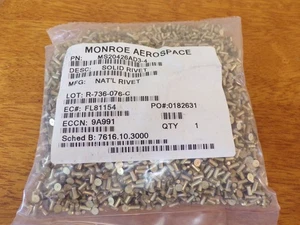 MONROE AEROSPACE
PN: MS20426AD3-4
DESC: SOLID RIVET
MFG: NAT'L RIVET
LOT: R-736-076-C
EC#: FL81154 PO#:0182631
ECCN: 9A991 QTY 1
Sched B: 7616.10.3000